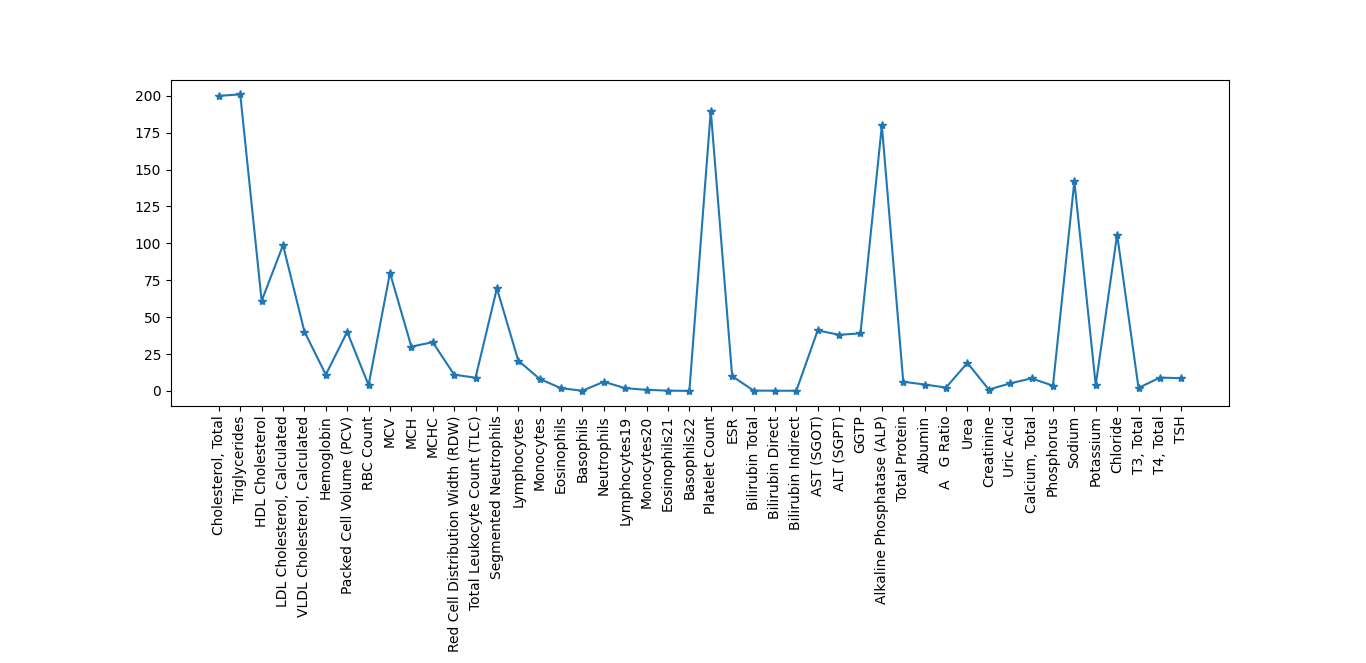 200
175
150
125
100
75
50
25
0
Cholesterol, Total
Triglycerides
HDL Cholesterol
LDL Cholesterol, Calculated
VLDL Cholesterol, Calculated
Hemoglobin
Packed Cell Volume (PCV)
RBC Count
MCV
MCH
MCHC
Red Cell Distribution Width (RDW)
Total Leukocyte Count (TLC)
Segmented Neutrophils
Lymphocytes
Monocytes
Eosinophils
Basophils
Neutrophils
Lymphocytes19
Monocytes20
Eosinophils21
Basophils22
Platelet Count
ESR
Bilirubin Total
Bilirubin Direct
Bilirubin Indirect
AST (SGOT)
ALT (SGPT)
GGTP
Alkaline Phosphatase (ALP)
Total Protein
Albumin
A  G Ratio
Urea
Creatinine
Uric Acid
Calcium, Total
Phosphorus
Sodium
Potassium
Chloride
T3, Total
T4, Total
TSH